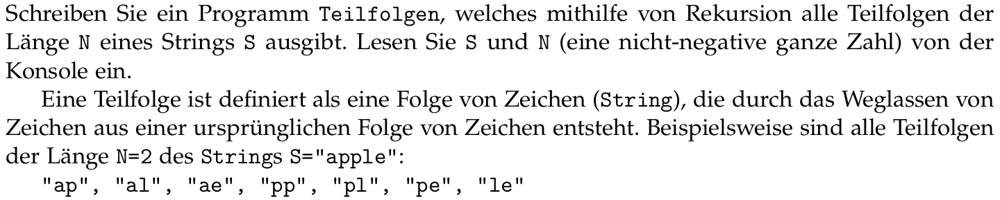 Schreiben Sie ein Programm Teilfolgen, welches mithilfe von Rekursion alle Teilfolgen der
Länge N eines Strings S ausgibt. Lesen Sie S und N (eine nicht-negative ganze Zahl) von der
Konsole ein.
Eine Teilfolge ist definiert als eine Folge von Zeichen (String), die durch das Weglassen von
Zeichen aus einer ursprünglichen Folge von Zeichen entsteht. Beispielsweise sind alle Teilfolgen
der Länge N=2 des Strings S="apple":
"ap", "al", "ae", "pp", "pl", "pe", "le"